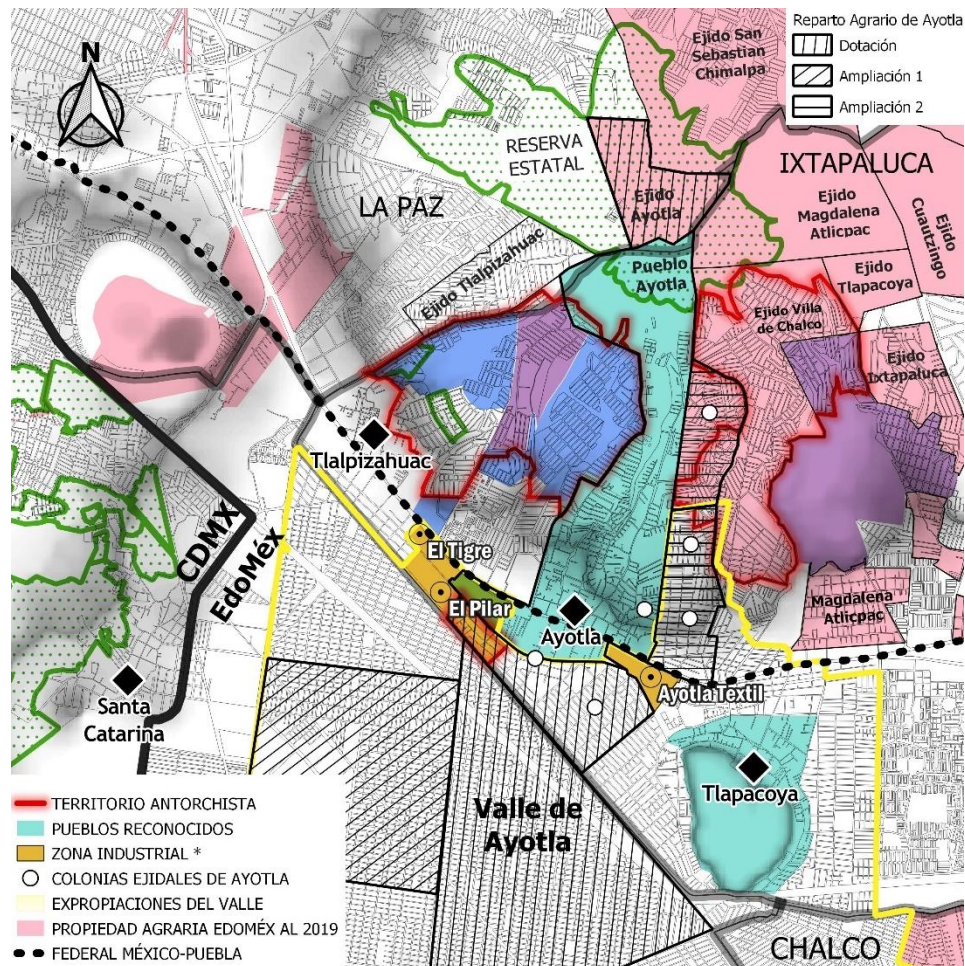 N
Reparto Agrario de Ayotla
Dotación
Ampliación 1
Ampliación 2
Ejido San
Sebastian
Chimalpa
RESERVA
ESTATAL
IXTAPALUCA
LA PAZ
Ejido
Ayotla
Ejido
Magdalena
Atlicpac
Ejido
Cuautzingo
Ejido Tlalpizahuac
Pueblo
Ayotla
Ejido
Tlapacoya
Ejido Villa
de Chalco
Ejido
Ixtapaluca
Tlalpizahuac
CDMX
EdoMéx
El Tigre
El Pilar
Ayotla
Magdalena
Atlicpac
Ayotla Textil
Santa
Catarina
Tlapacoya
Valle de
Ayotla
TERRITORIO ANTORCHISTA
PUEBLOS RECONOCIDOS
ZONA INDUSTRIAL *
COLONIAS EJIDALES DE AYOTLA
EXPROPIACIONES DEL VALLE
PROPIEDAD AGRARIA EDOMÉX AL 2019
FEDERAL MÉXICO-PUEBLA
CHALCO